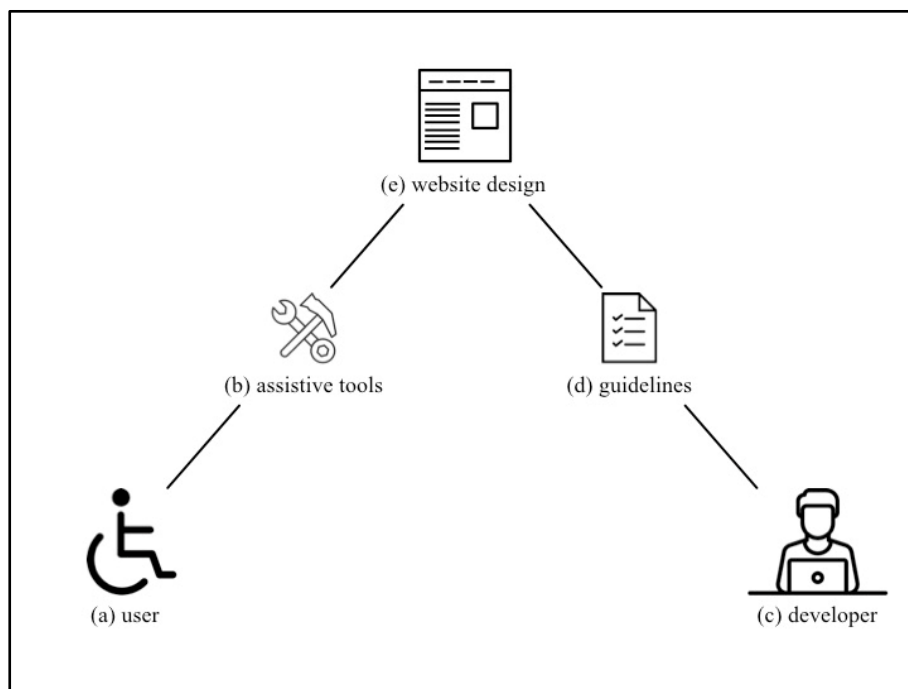 (e) website design
(b) assistive tools
(d) guidelines
(a) user
(c) developer